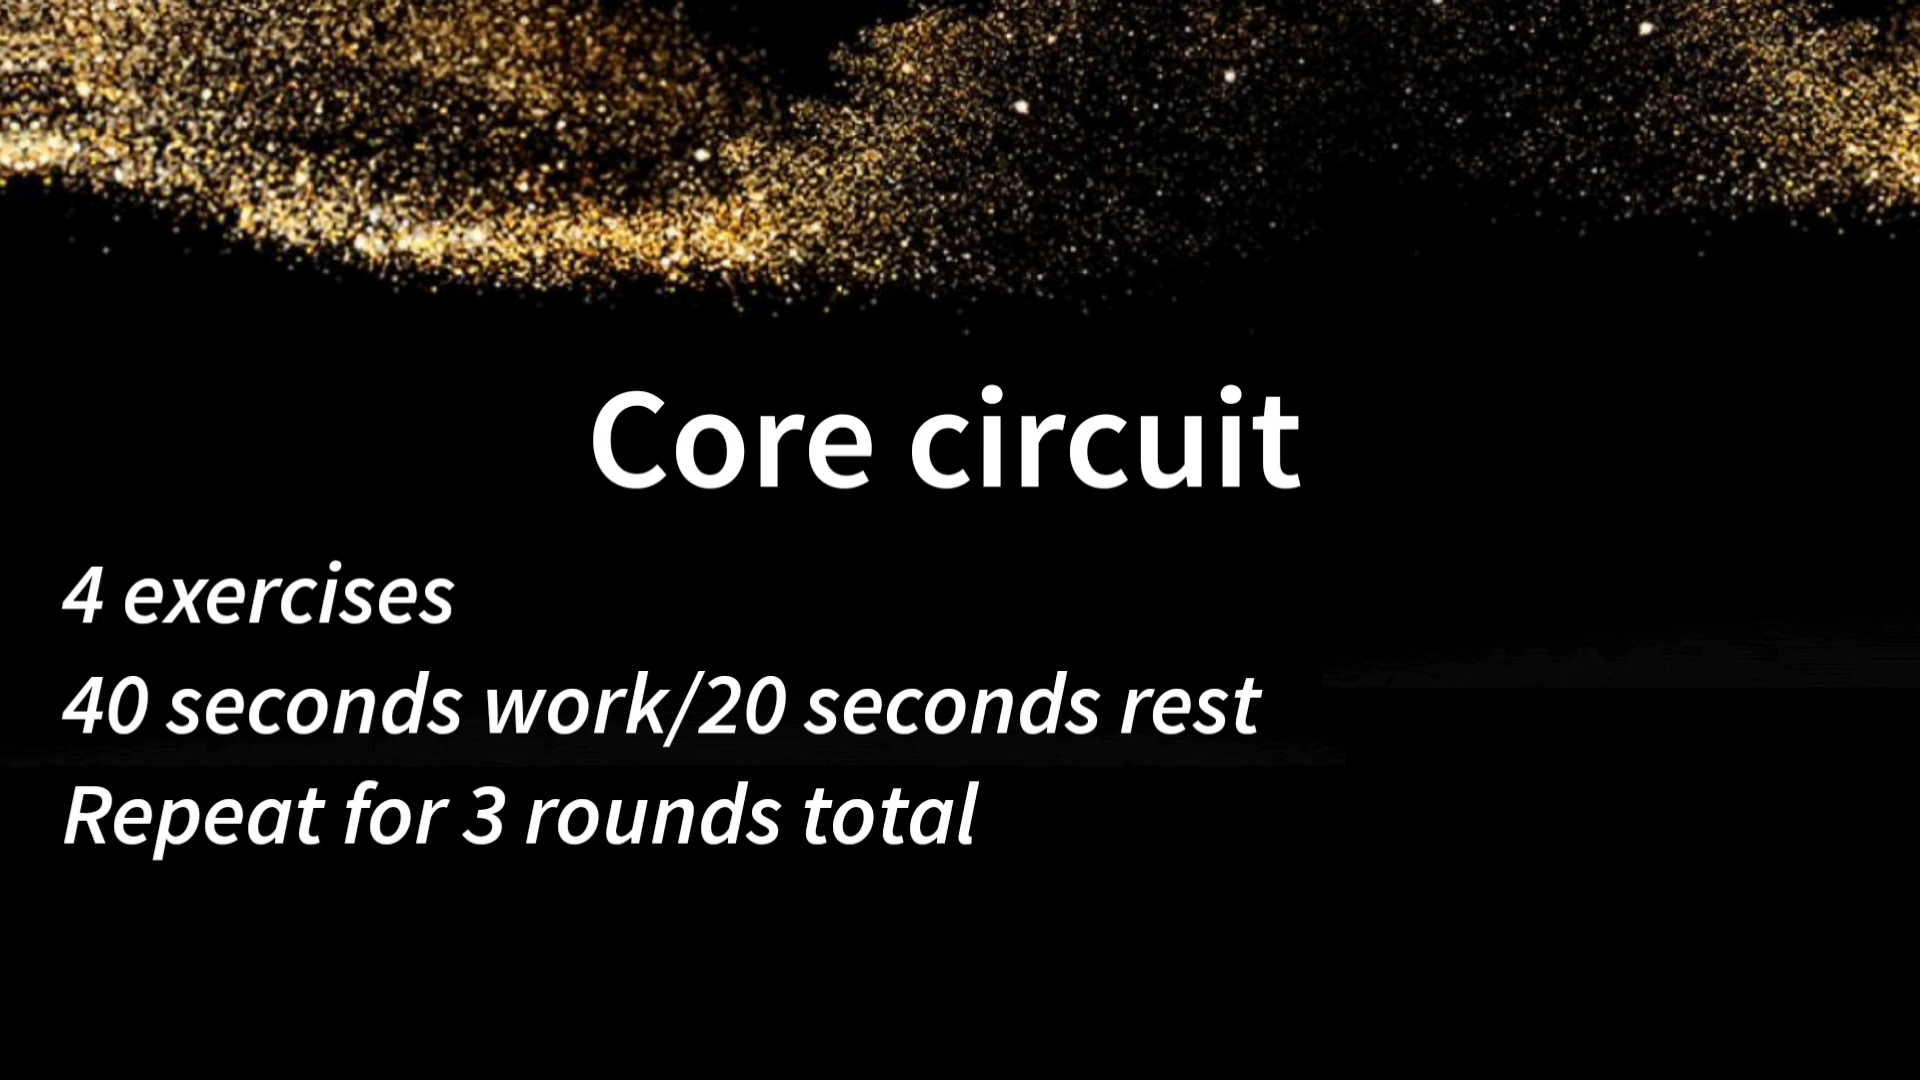 Core circuit
4 exercises
40 seconds work/20 seconds rest
Repeat for 3 rounds total